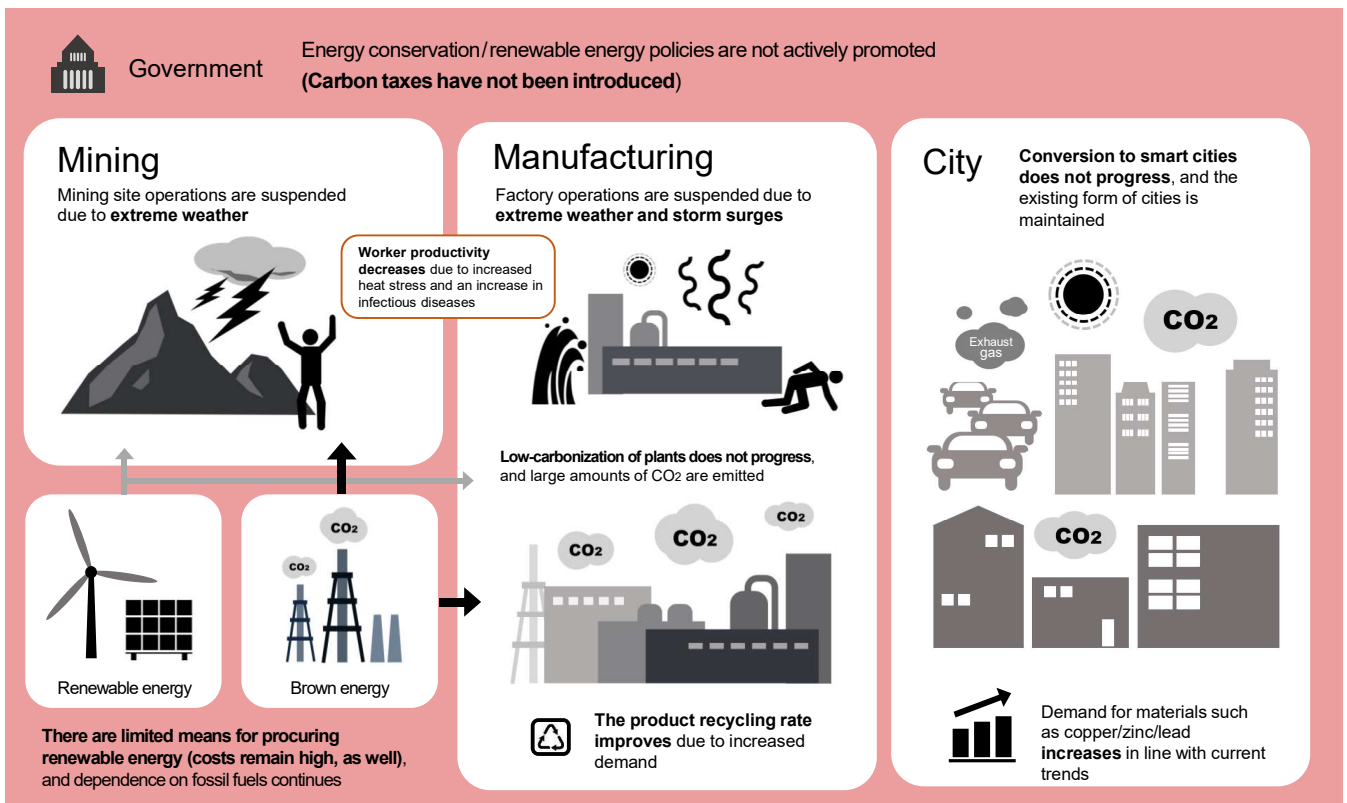 Government
Energy conservation/renewable energy policies are not actively promoted
(Carbon taxes have not been introduced)
Mining
Mining site operations are suspended
due to extreme weather
Worker productivity
decreases due to increased
heat stress and an increase in
infectious diseases
Manufacturing
Factory operations are suspended due to
extreme weather and storm surges
Low-carbonization of plants does not progress,
and large amounts of CO2 are emitted
CO2
CO2
CO2
The product recycling rate
improves due to increased
demand
CO2
CO2
Renewable energy
Brown energy
There are limited means for procuring
renewable energy (costs remain high, as well),
and dependence on fossil fuels continues
City
Conversion to smart cities
does not progress, and the
existing form of cities is
maintained
Exhaust
gas
CO2
CO2
Demand for materials such
as copper/zinc/lead
increases in line with current
trends